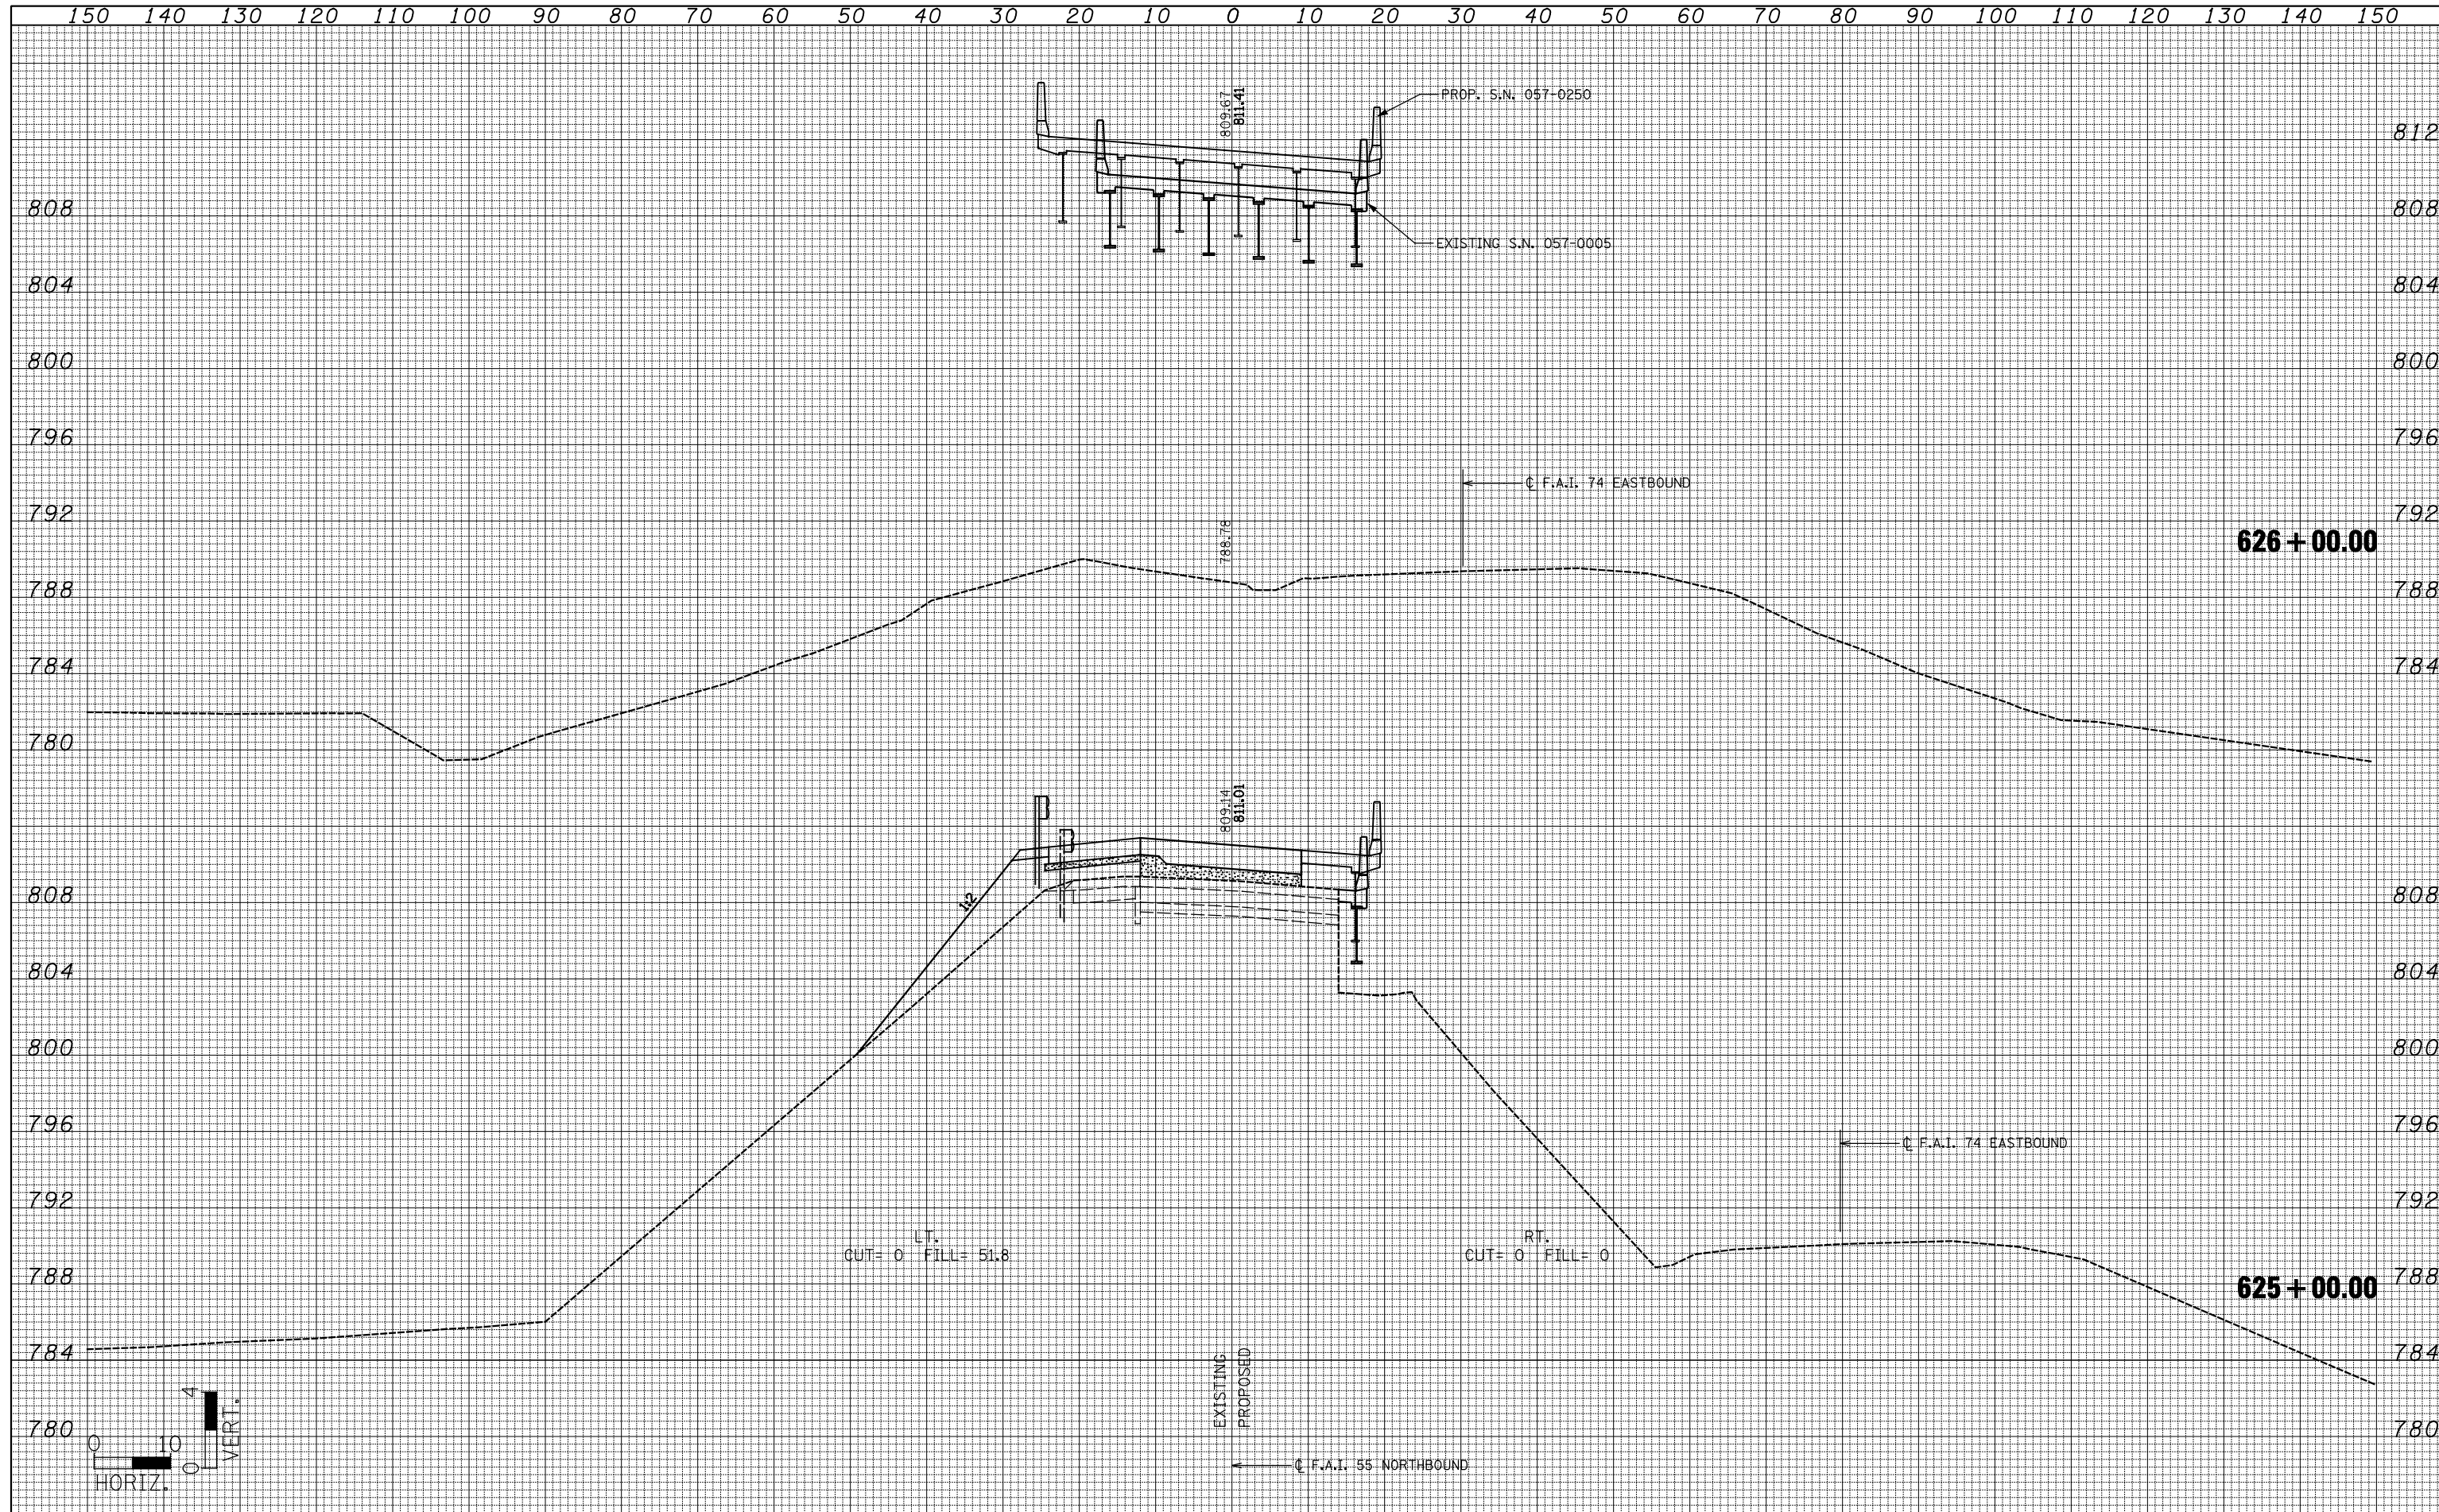 150 140 130 120 110 100 90 80 70 60 50 40 30 20 10 0 10 20 30 40 50 60 70 80 90 100 110 120 130 140 150
809.67
811.41
PROP. S.N. 057-0250
812
808 808
EXISTING S.N. 057-0005
804 804
800 800
796 796
℄ F.A.I. 74 EASTBOUND
792 792
788.78
626+00.00
788 788
784 784
780 780
809.14
811.01
808 808
1:2
804 804
800 800
796 796
℄ F.A.I. 74 EASTBOUND
792 792
LT.
CUT= 0 FILL= 51.8
RT.
CUT= 0 FILL= 0
788 788
625+00.00
784 784
EXISTING
PROPOSED
780 780
0 10
HORIZ.
0 4
VERT.
℄ F.A.I. 55 NORTHBOUND